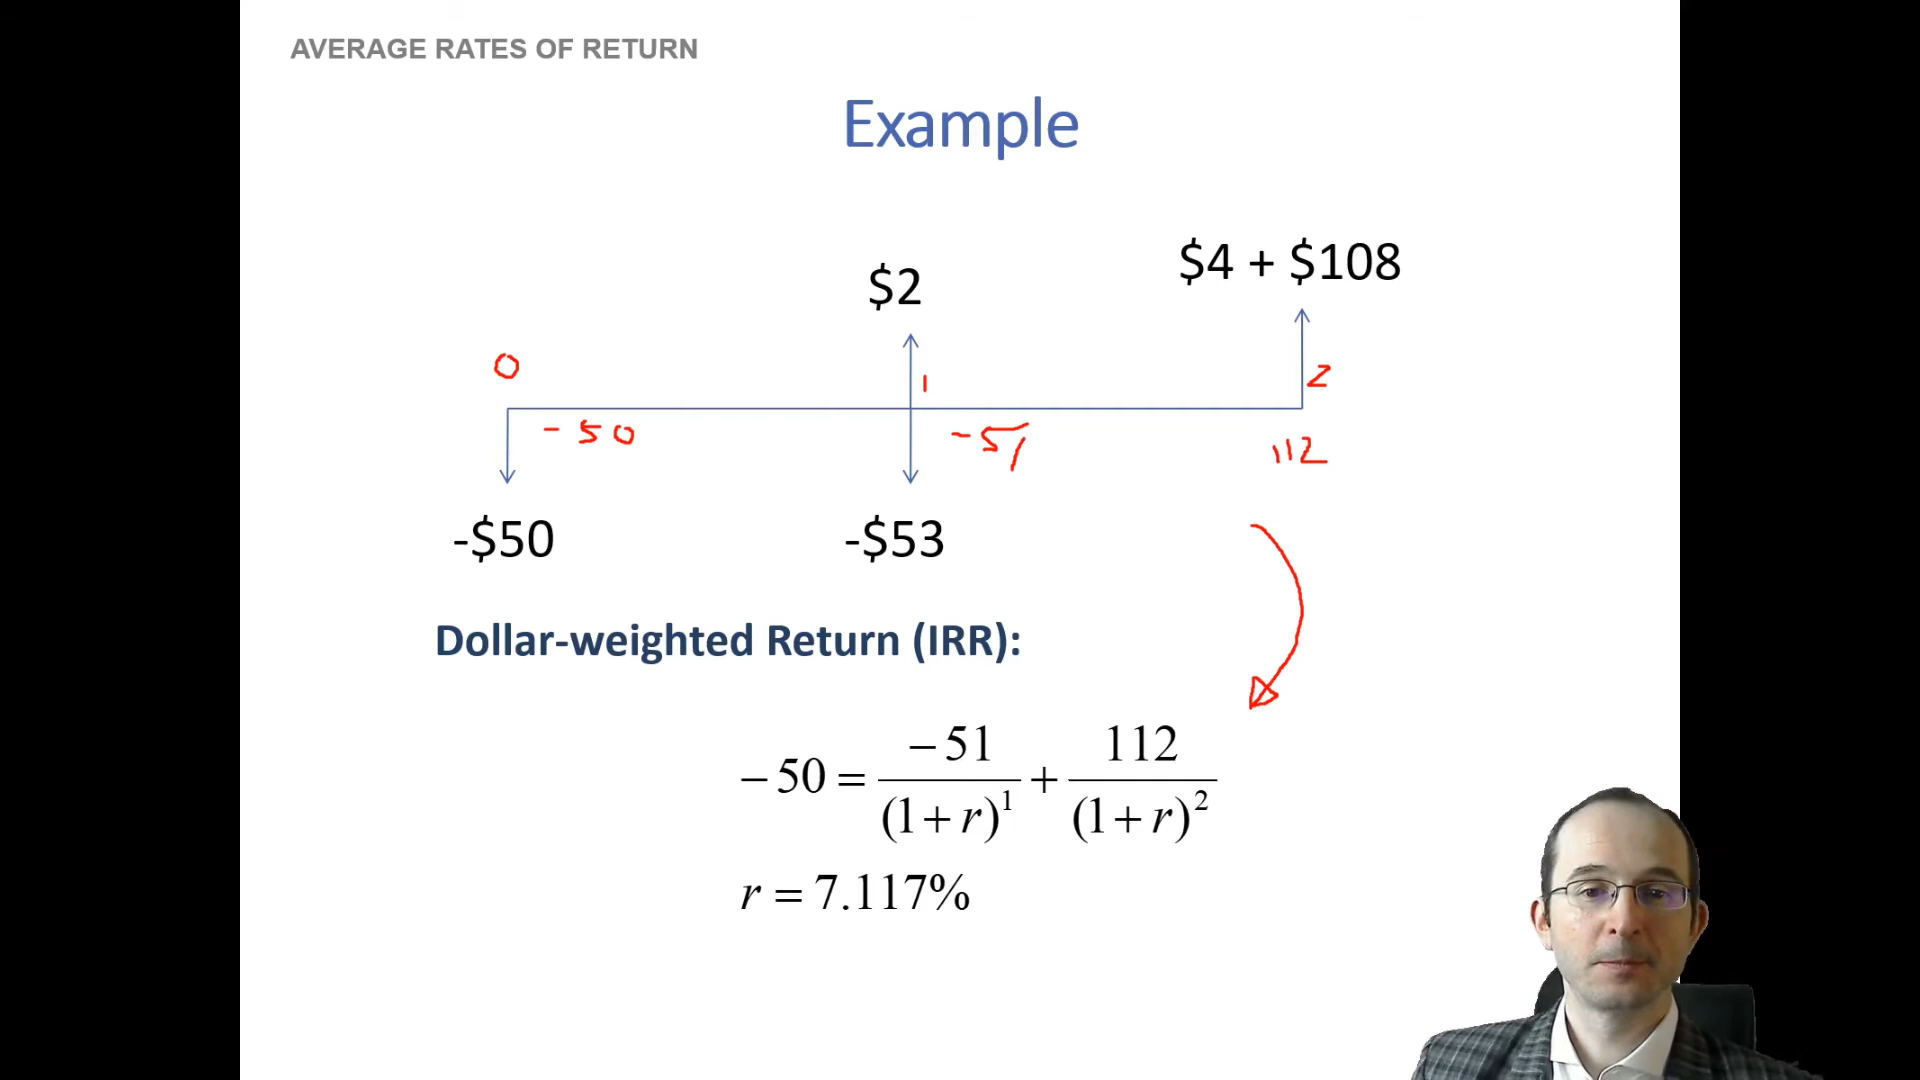 AVERAGE RATES OF RETURN
Example
$4 + $108
$2
0
1
2
- 50
-51
112
-$50
-$53
Dollar-weighted Return (IRR):
−50 = −51/(1+r)^1 + 112/(1+r)^2
r = 7.117%